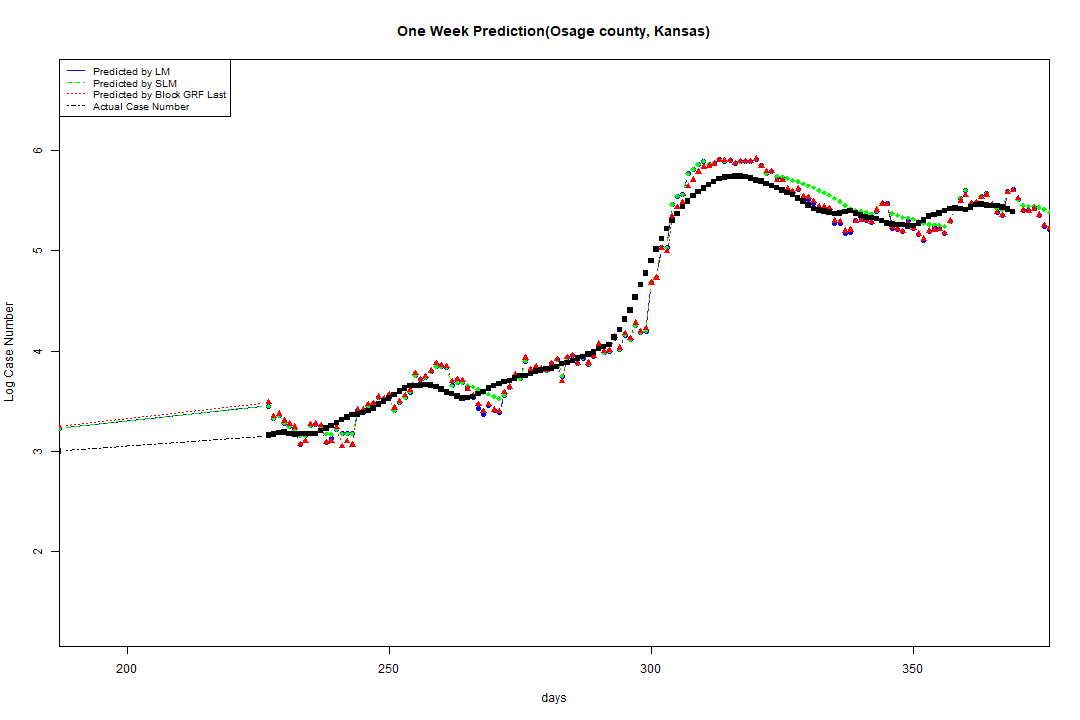 One Week Prediction(Osage county, Kansas)
Predicted by LM
Predicted by SLM
Predicted by Block GRF Last
Actual Case Number
6
5
4
3
2
Log Case Number
200
250
300
350
days